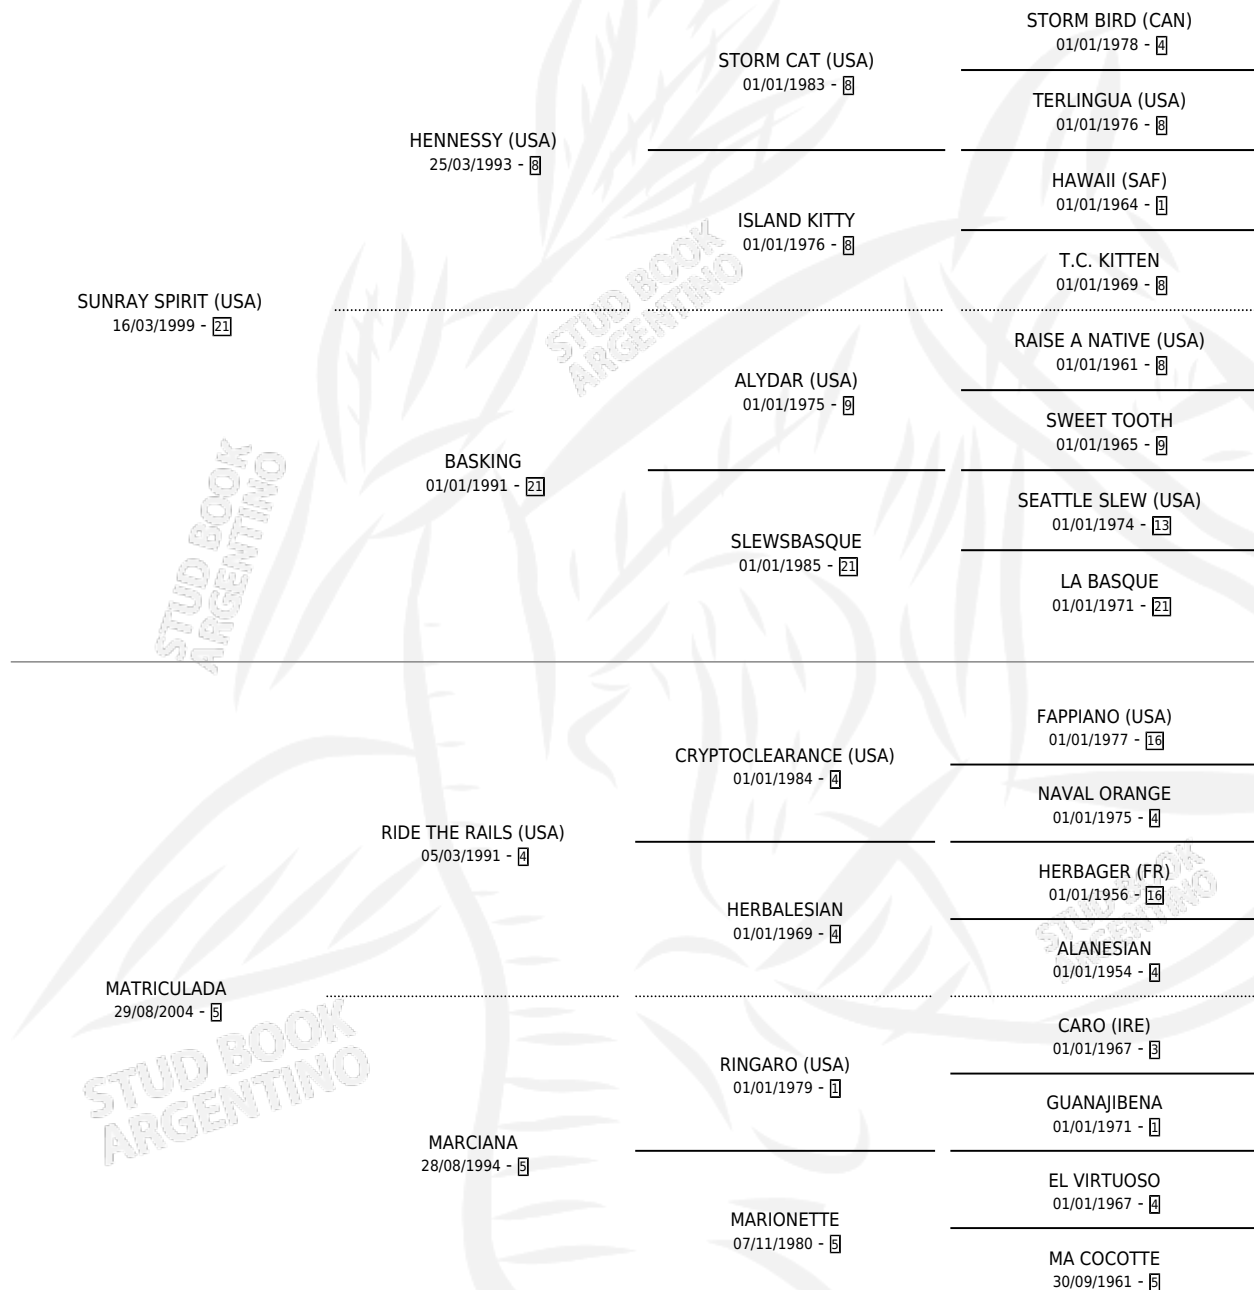 STORM BIRD (CAN)
01/01/1978 - 4
STORM CAT (USA)
01/01/1983 - 8
TERLINGUA (USA)
01/01/1976 - 8
HENNESSY (USA)
25/03/1993 - 8
HAWAII (SAF)
01/01/1964 - 1
ISLAND KITTY
01/01/1976 - 8
T.C. KITTEN
01/01/1969 - 8
SUNRAY SPIRIT (USA)
16/03/1999 - 21
RAISE A NATIVE (USA)
01/01/1961 - 8
ALYDAR (USA)
01/01/1975 - 9
SWEET TOOTH
01/01/1965 - 9
BASKING
01/01/1991 - 21
SEATTLE SLEW (USA)
01/01/1974 - 13
SLEWSBASQUE
01/01/1985 - 21
LA BASQUE
01/01/1971 - 21
FAPPIANO (USA)
01/01/1977 - 16
CRYPTOCLEARANCE (USA)
01/01/1984 - 4
NAVAL ORANGE
01/01/1975 - 4
RIDE THE RAILS (USA)
05/03/1991 - 4
HERBAGER (FR)
01/01/1956 - 16
HERBALESIAN
01/01/1969 - 4
ALANESIAN
01/01/1954 - 4
MATRICULADA
29/08/2004 - 5
CARO (IRE)
01/01/1967 - 3
RINGARO (USA)
01/01/1979 - 1
GUANAJIBENA
01/01/1971 - 1
MARCIANA
28/08/1994 - 5
EL VIRTUOSO
01/01/1967 - 4
MARIONETTE
07/11/1980 - 5
MA COCOTTE
30/09/1961 - 5
STUD BOOK
ARGENTINO
STUD BOOK
ARGENTINO
STUD BOOK
ARGENTINO
STUD BOOK
ARGENTINO